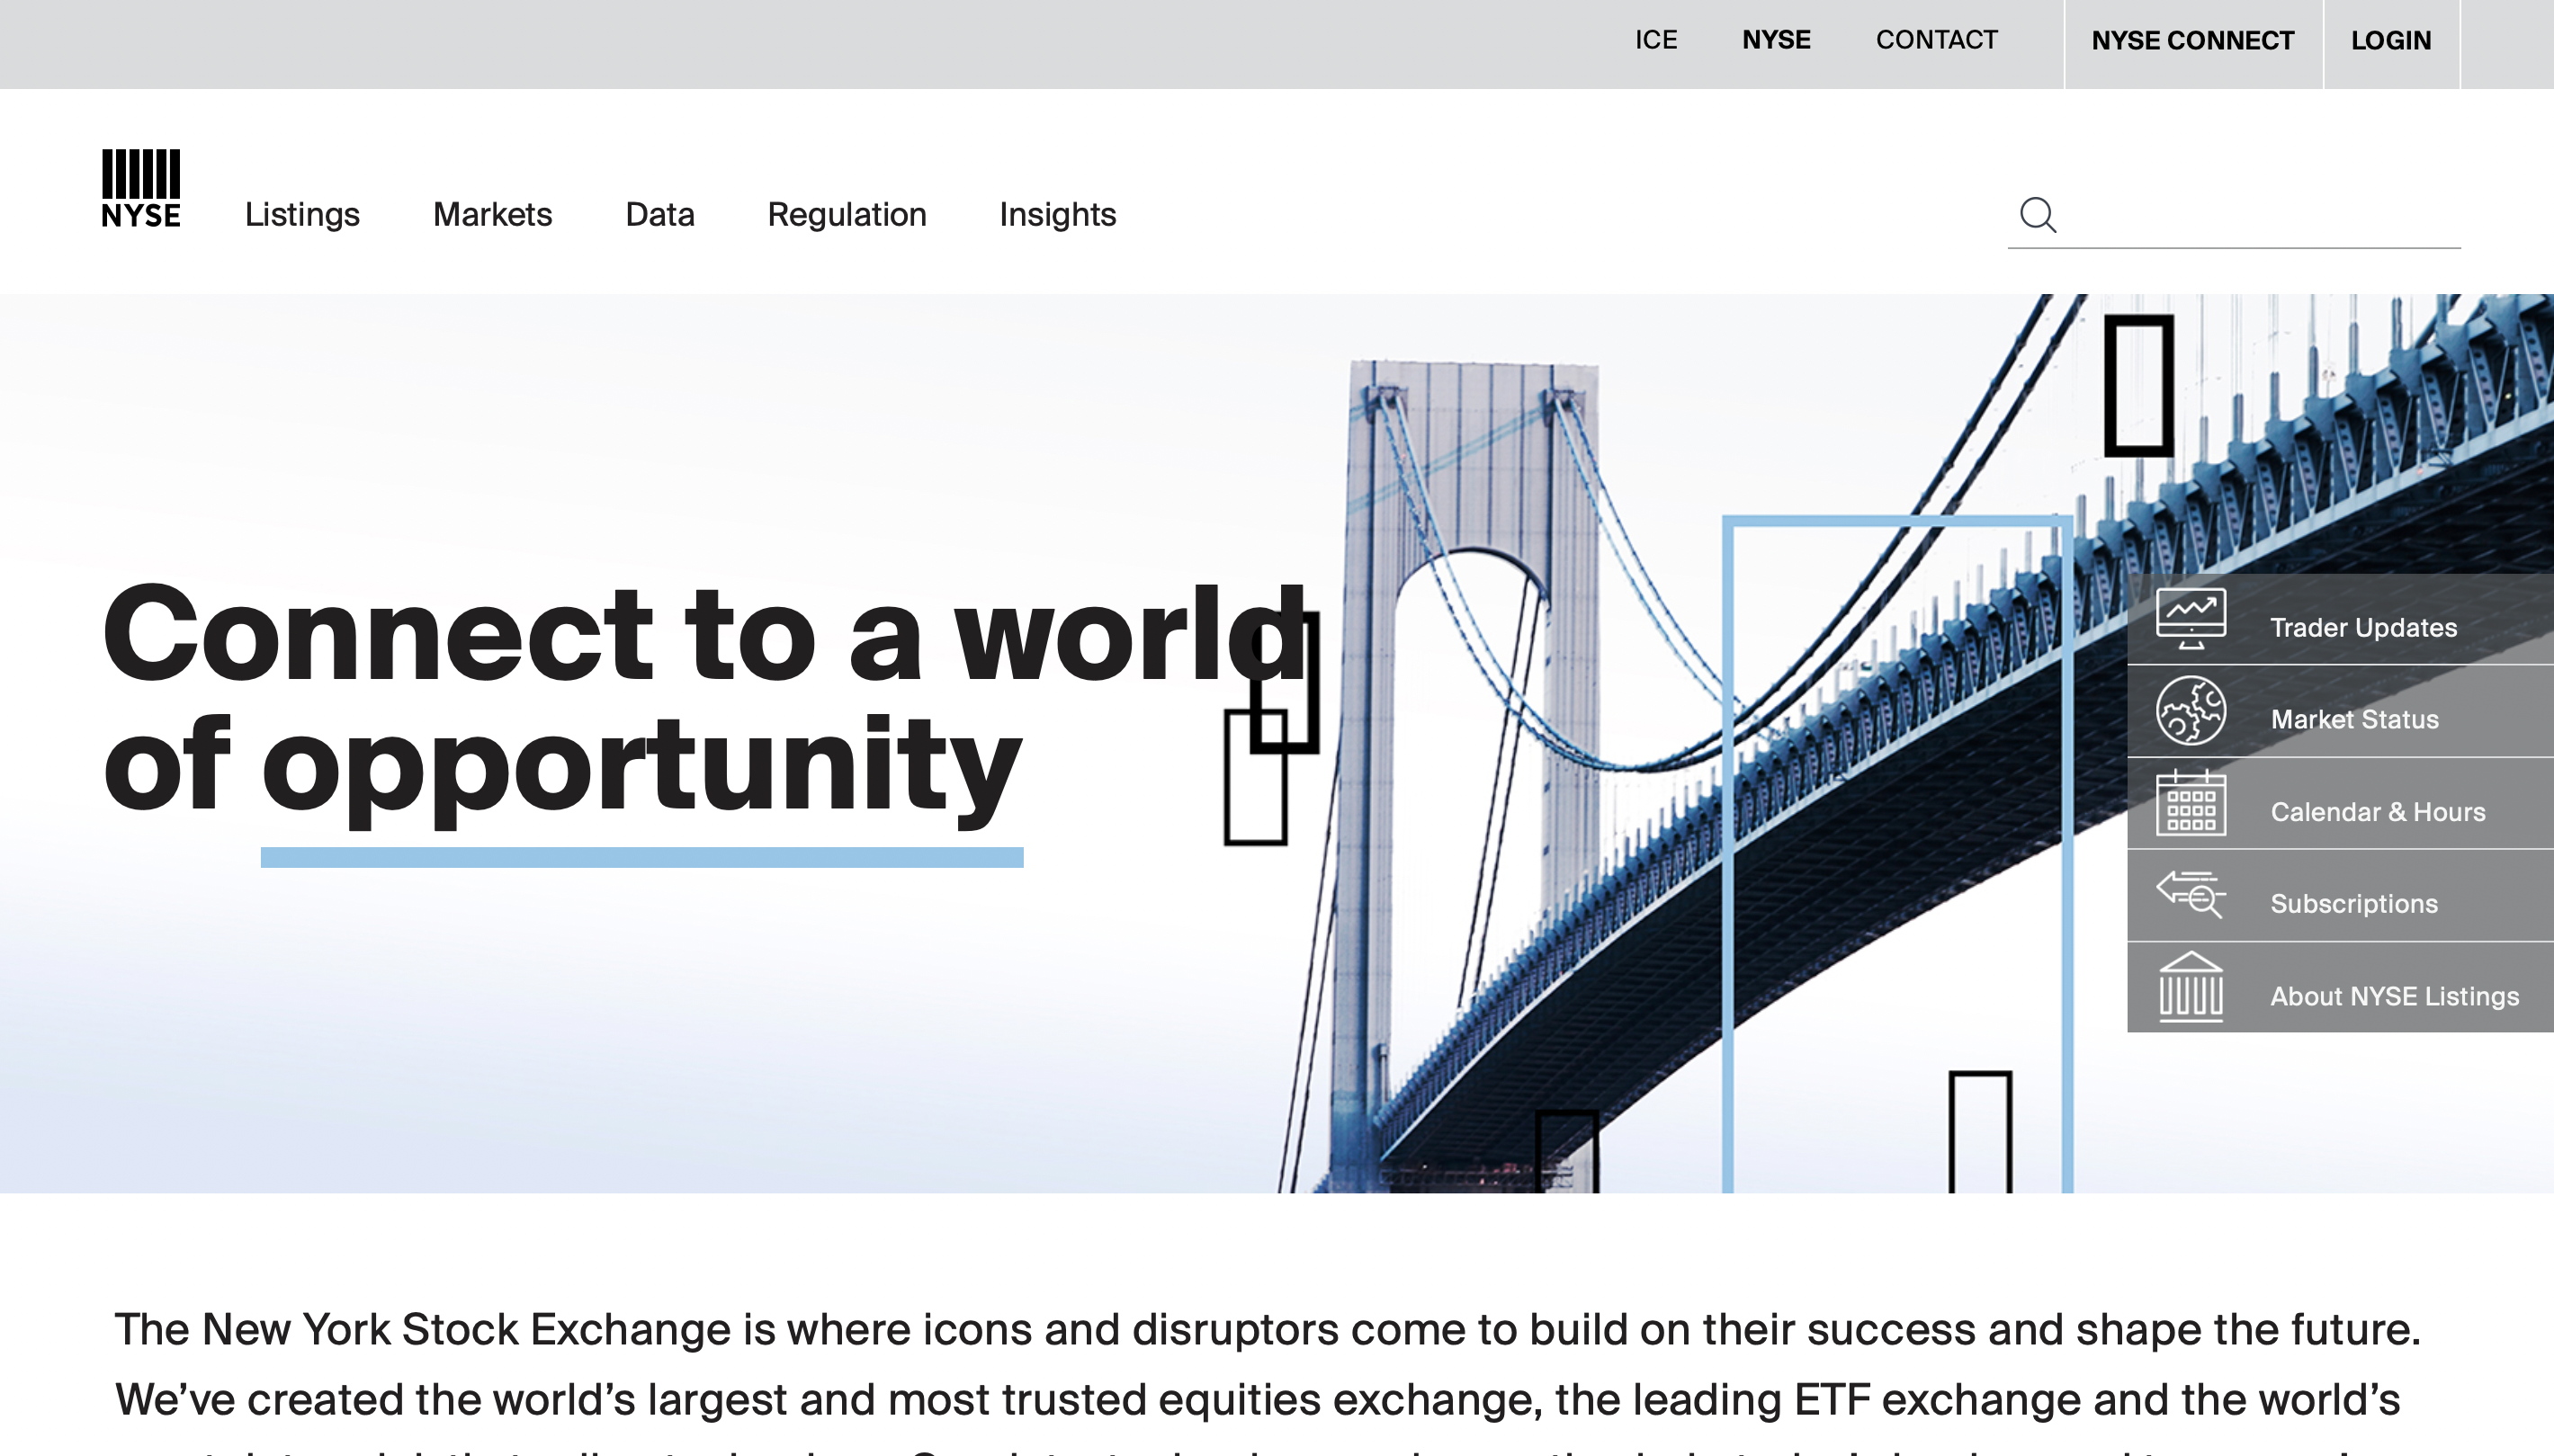 ICE NYSE CONTACT NYSE CONNECT LOGIN
NYSE
Listings Markets Data Regulation Insights
Connect to a world
of opportunity
Trader Updates
Market Status
Calendar & Hours
Subscriptions
About NYSE Listings
The New York Stock Exchange is where icons and disruptors come to build on their success and shape the future.
We’ve created the world’s largest and most trusted equities exchange, the leading ETF exchange and the world’s